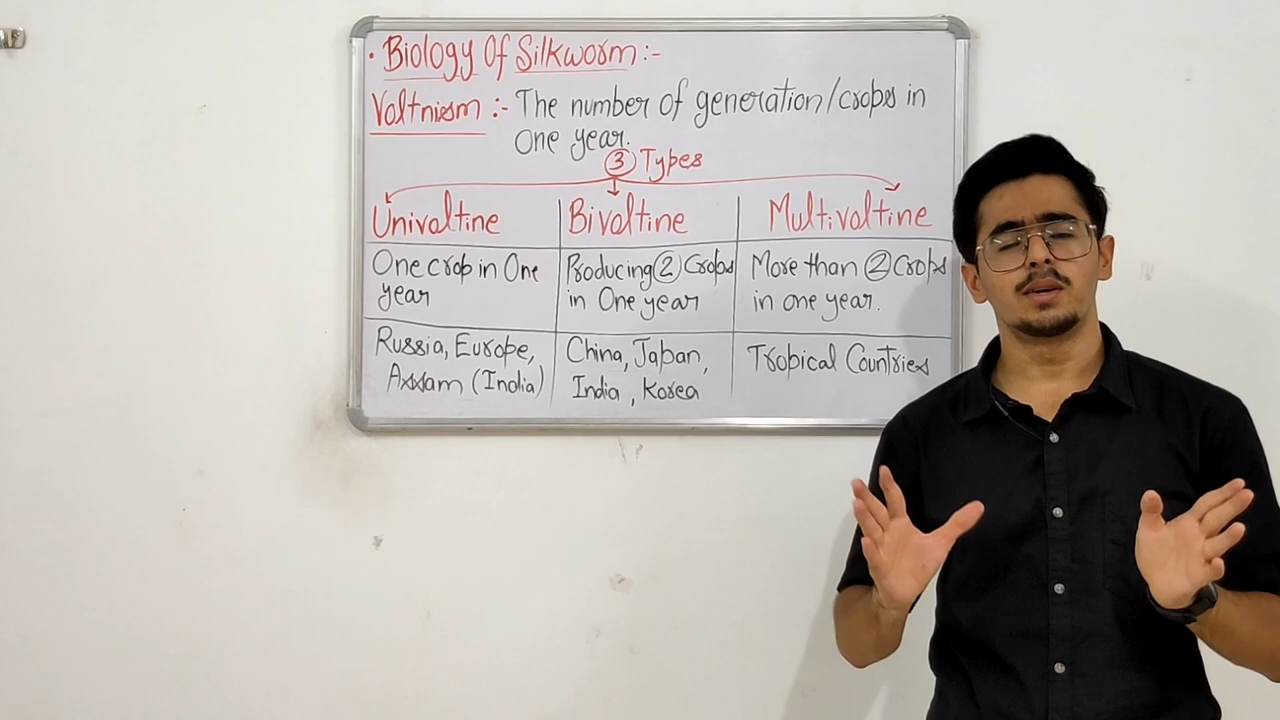 · Biology Of Silkworm :-
Voltnism :- The number of generation/crops in
One year.
③ Types
Univoltine Bivoltine Multivoltine
One crop in One
year
Producing ② Crops
in One year
More than ② Crops
in one year.
Russia, Europe,
Assam (India)
China, Japan,
India, Korea
Tropical Countries